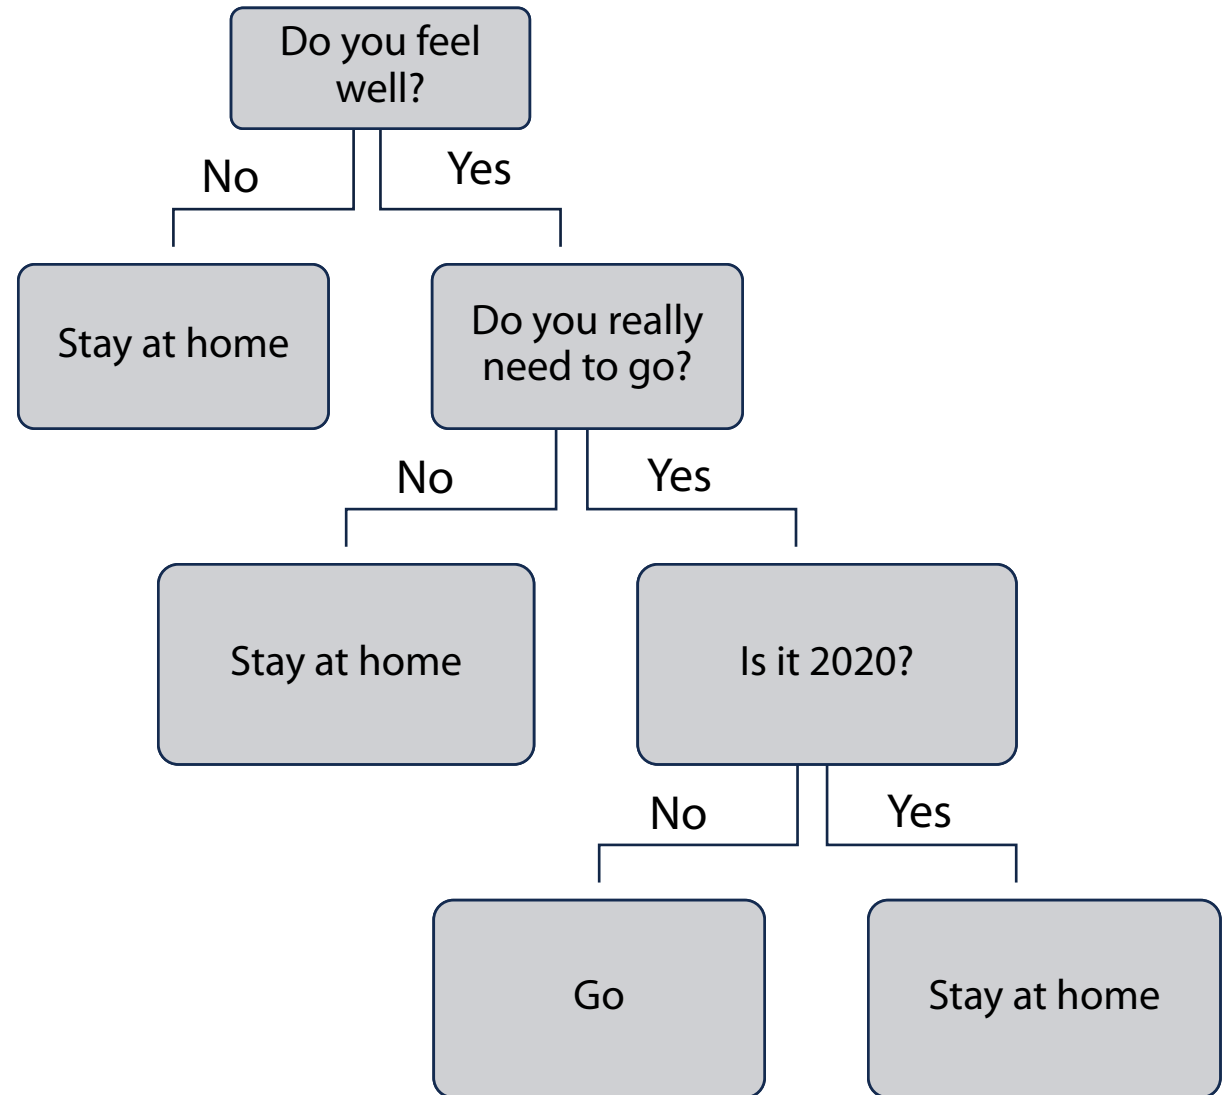 Do you feel
well?
No
Yes
Stay at home
Do you really
need to go?
No
Yes
Stay at home
Is it 2020?
No
Yes
Go
Stay at home